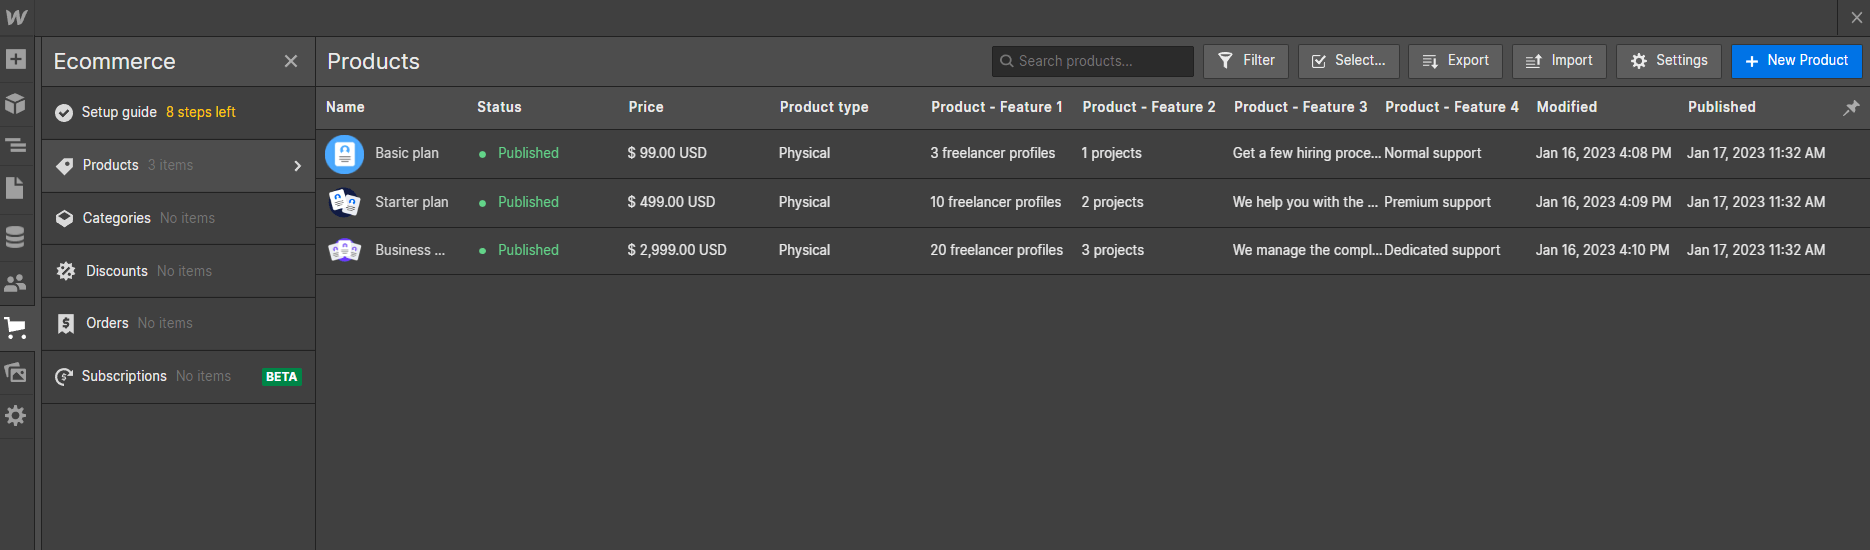 Ecommerce
Products
Search products...
Filter
Select...
Export
Import
Settings
New Product
Setup guide 8 steps left
Products 3 items
Categories No items
Discounts No items
Orders No items
Subscriptions No items BETA
Name Status Price Product type Product - Feature 1 Product - Feature 2 Product - Feature 3 Product - Feature 4 Modified Published
Basic plan Published $ 99.00 USD Physical 3 freelancer profiles 1 projects Get a few hiring proce... Normal support Jan 16, 2023 4:08 PM Jan 17, 2023 11:32 AM
Starter plan Published $ 499.00 USD Physical 10 freelancer profiles 2 projects We help you with the ... Premium support Jan 16, 2023 4:09 PM Jan 17, 2023 11:32 AM
Business ... Published $ 2,999.00 USD Physical 20 freelancer profiles 3 projects We manage the compl... Dedicated support Jan 16, 2023 4:10 PM Jan 17, 2023 11:32 AM